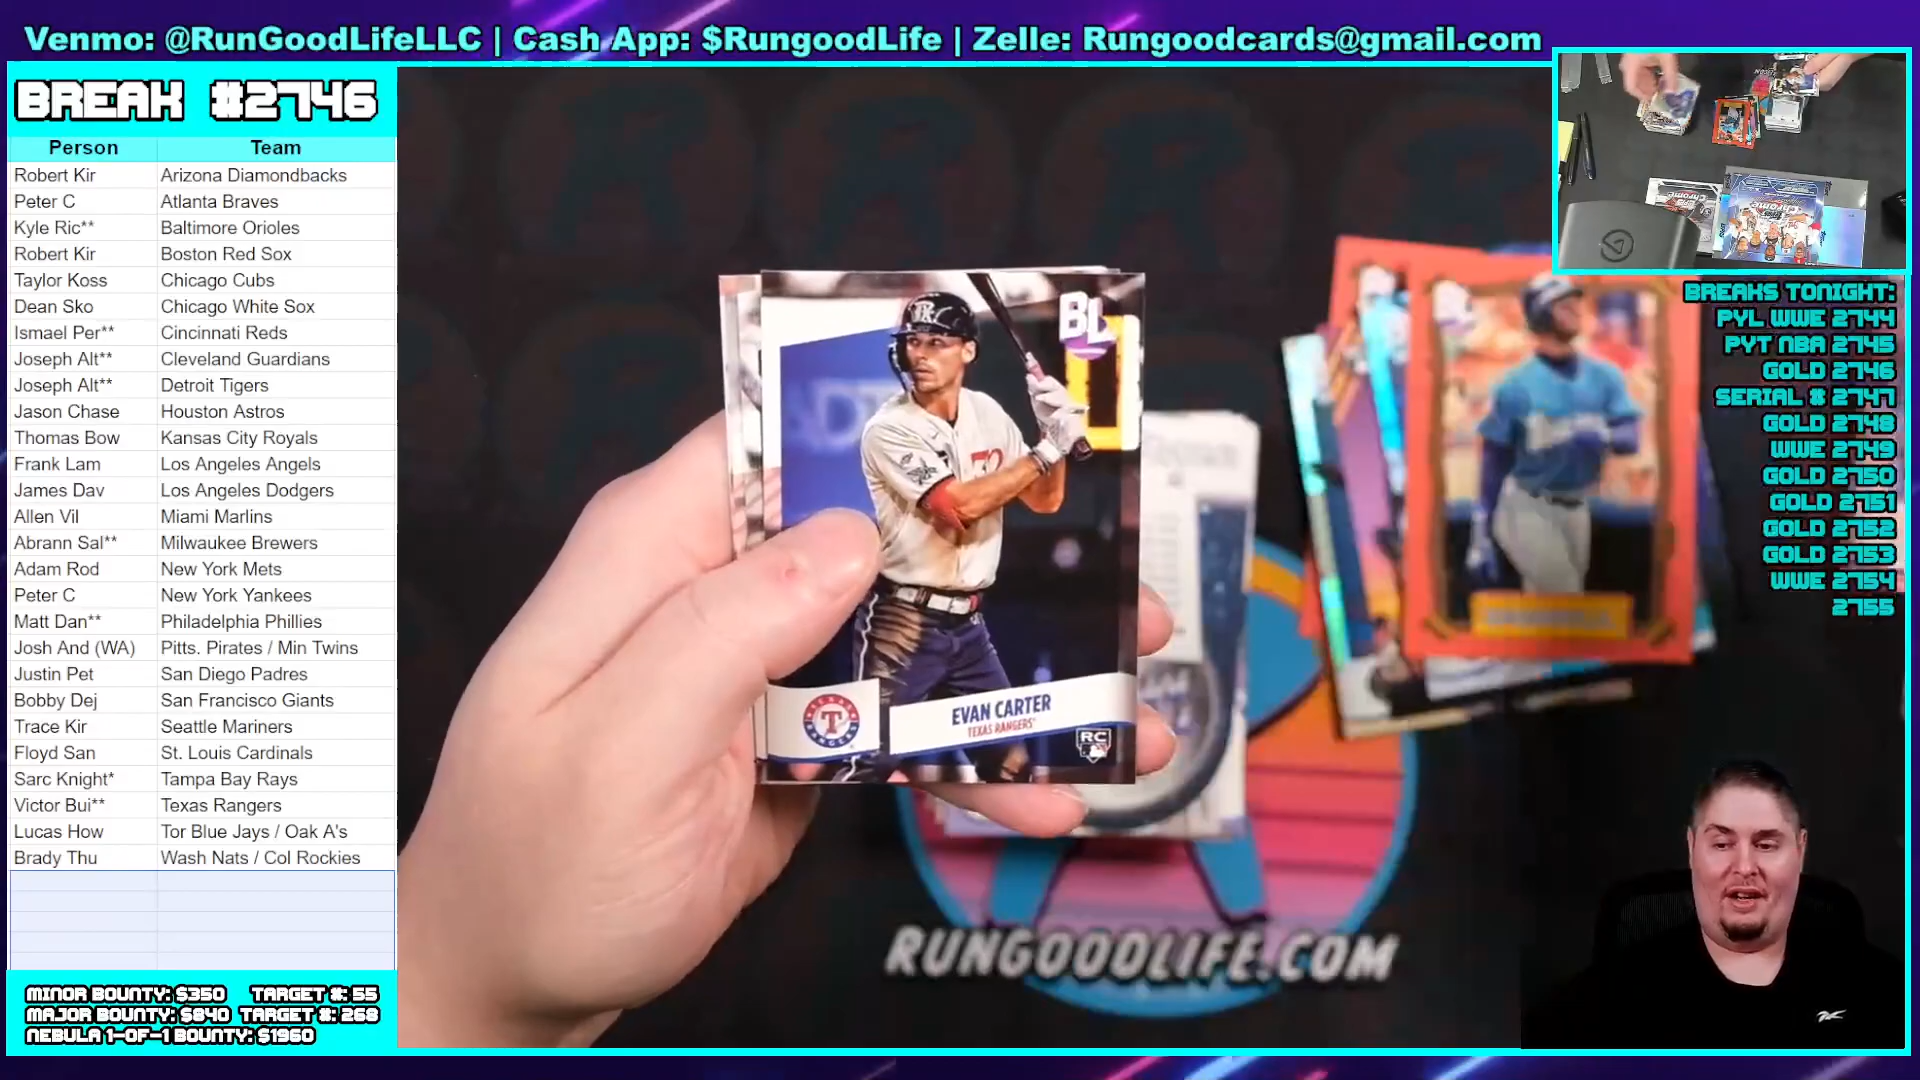 Venmo: @RunGoodLifeLLC | Cash App: $RungoodLife | Zelle: Rungoodcards@gmail.com
BREAK #2746
Person Team
Robert Kir Arizona Diamondbacks
Peter C Atlanta Braves
Kyle Ric** Baltimore Orioles
Robert Kir Boston Red Sox
Taylor Koss Chicago Cubs
Dean Sko Chicago White Sox
Ismael Per** Cincinnati Reds
Joseph Alt** Cleveland Guardians
Joseph Alt** Detroit Tigers
Jason Chase Houston Astros
Thomas Bow Kansas City Royals
Frank Lam Los Angeles Angels
James Dav Los Angeles Dodgers
Allen Vil Miami Marlins
Abrann Sal** Milwaukee Brewers
Adam Rod New York Mets
Peter C New York Yankees
Matt Dan** Philadelphia Phillies
Josh And (WA) Pitts. Pirates / Min Twins
Justin Pet San Diego Padres
Bobby Dej San Francisco Giants
Trace Kir Seattle Mariners
Floyd San St. Louis Cardinals
Sarc Knight* Tampa Bay Rays
Victor Bui** Texas Rangers
Lucas How Tor Blue Jays / Oak A's
Brady Thu Wash Nats / Col Rockies
MINOR BOUNTY: $350 TARGET #: 55
MAJOR BOUNTY: $840 TARGET #: 268
NEBULA 1-OF-1 BOUNTY: $1960
BL
EVAN CARTER
TEXAS RANGERS
RC
RUNGOODLIFE.COM
BREAKS TONIGHT:
PYL WWE 2744
PYT NBA 2745
GOLD 2746
SERIAL # 2747
GOLD 2748
WWE 2749
GOLD 2750
GOLD 2751
GOLD 2752
GOLD 2753
WWE 2754
2755